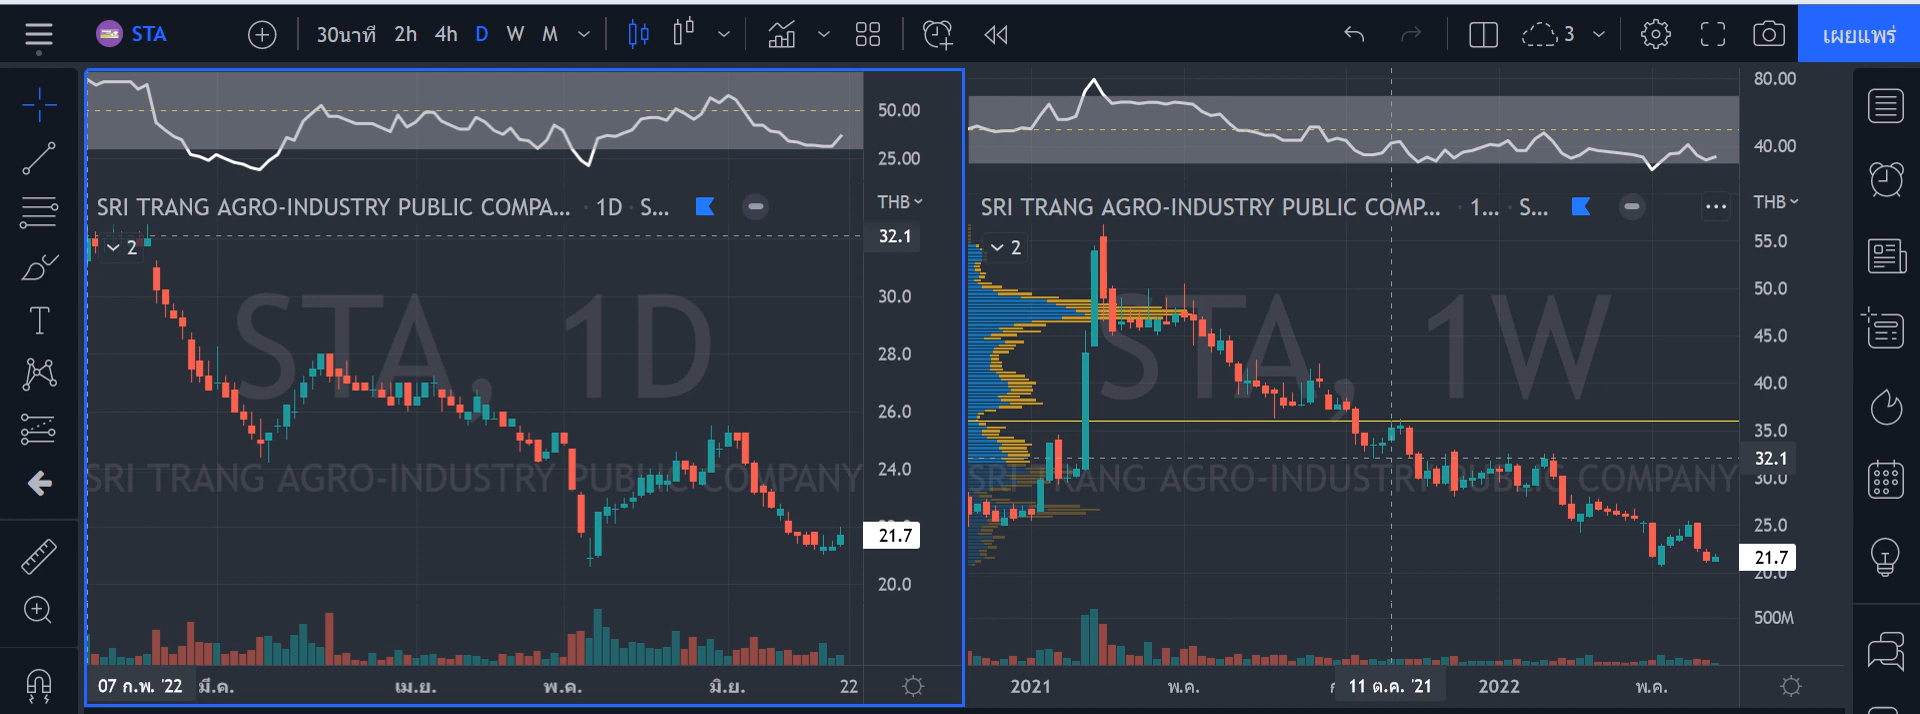 STA 30นาที 2h 4h D W M 3 เผยแพร่
50.00
25.00
SRI TRANG AGRO-INDUSTRY PUBLIC COMPA... · 1D · S... THB
2
32.1
30.0
28.0
26.0
24.0
21.7
20.0
STA, 1D
SRI TRANG AGRO-INDUSTRY PUBLIC COMPANY
07 ก.พ. '22 มี.ค. เม.ย. พ.ค. มิ.ย. 22
80.00
40.00
SRI TRANG AGRO-INDUSTRY PUBLIC COMP... · 1... · S... THB
2
55.0
50.0
45.0
40.0
35.0
32.1
30.0
25.0
21.7
20.0
500M
STA, 1W
SRI TRANG AGRO-INDUSTRY PUBLIC COMPANY
2021 พ.ค. 11 ต.ค. '21 2022 พ.ค.